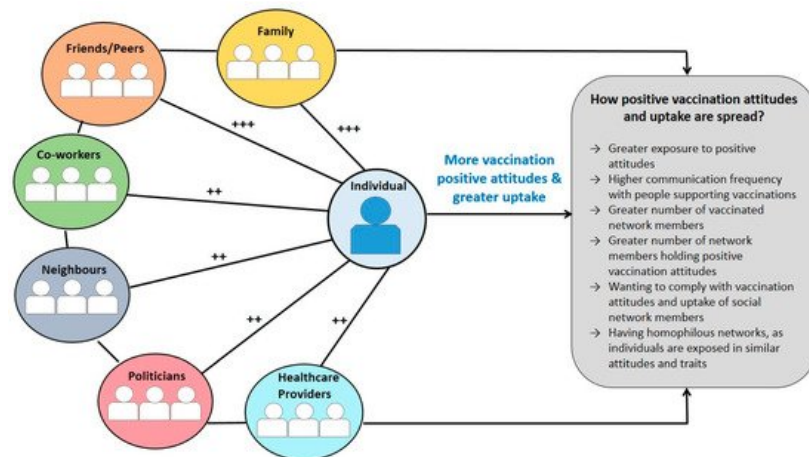 Friends/Peers
Family
Co-workers
Neighbours
Politicians
Healthcare
Providers
+++
+++
++
++
++
++
Individual
More vaccination
positive attitudes &
greater uptake
How positive vaccination attitudes
and uptake are spread?
→ Greater exposure to positive
attitudes
→ Higher communication frequency
with people supporting vaccinations
→ Greater number of vaccinated
network members
→ Greater number of network
members holding positive
vaccination attitudes
→ Wanting to comply with vaccination
attitudes and uptake of social
network members
→ Having homophilous networks, as
individuals are exposed in similar
attitudes and traits